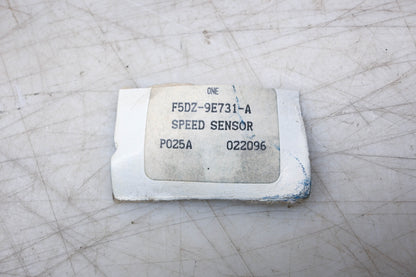 ONE
F5DZ-9E731-A
SPEED SENSOR
P025A 022096